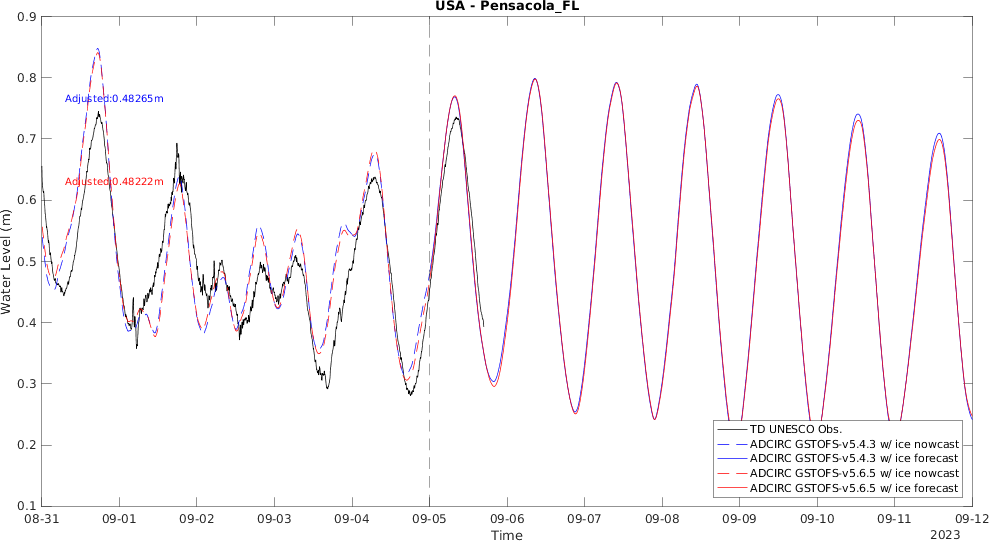 USA - Pensacola_FL
0.9
0.8
0.7
0.6
0.5
0.4
0.3
0.2
0.1
Water Level (m)
Adjusted:0.48265m
Adjusted:0.48222m
TD UNESCO Obs.
ADCIRC GSTOFS-v5.4.3 w/ ice nowcast
ADCIRC GSTOFS-v5.4.3 w/ ice forecast
ADCIRC GSTOFS-v5.6.5 w/ ice nowcast
ADCIRC GSTOFS-v5.6.5 w/ ice forecast
08-31 09-01 09-02 09-03 09-04 09-05 09-06 09-07 09-08 09-09 09-10 09-11 09-12
Time
2023